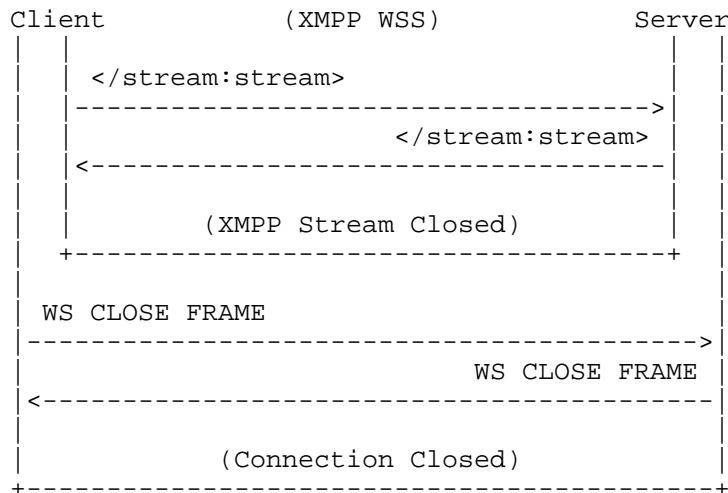 Client (XMPP WSS) Server
</stream:stream>
</stream:stream>
(XMPP Stream Closed)
WS CLOSE FRAME
WS CLOSE FRAME
(Connection Closed)